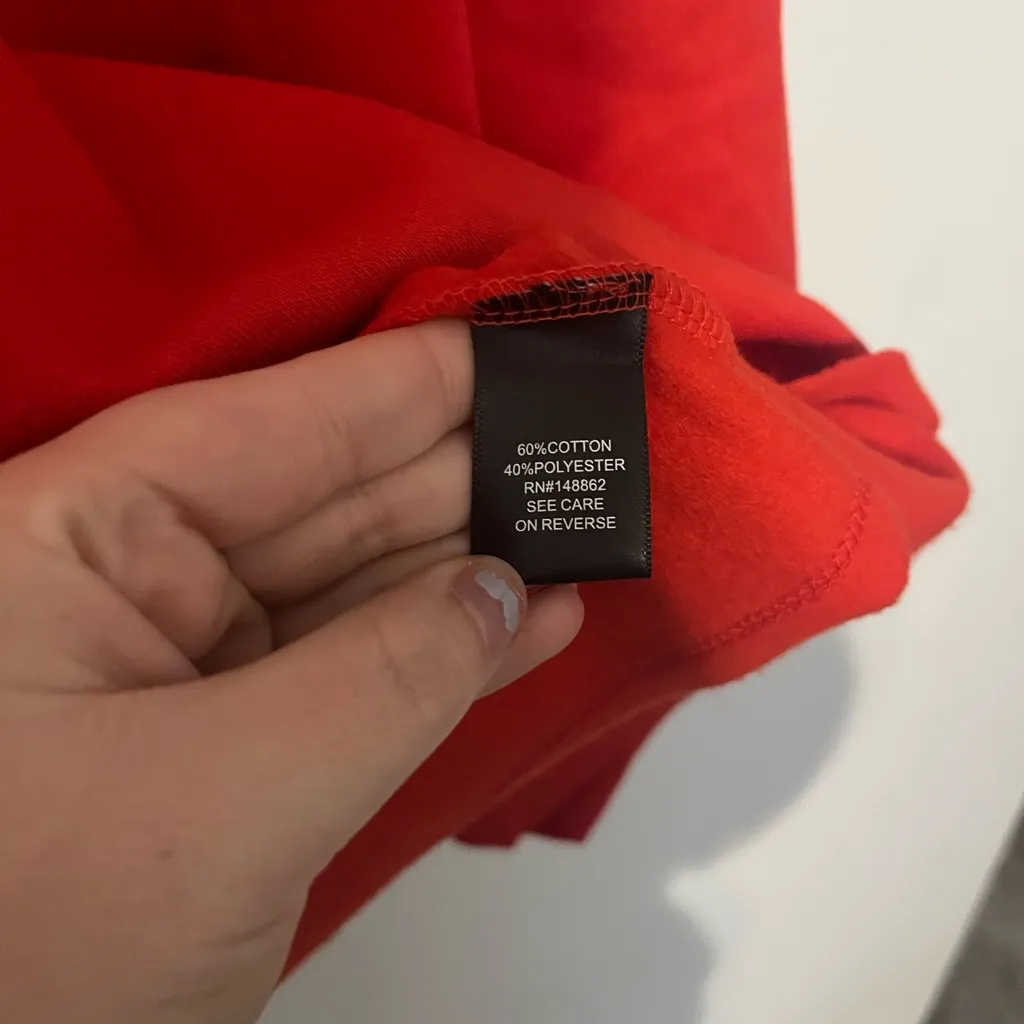 60%COTTON
40%POLYESTER
RN#148862
SEE CARE
ON REVERSE